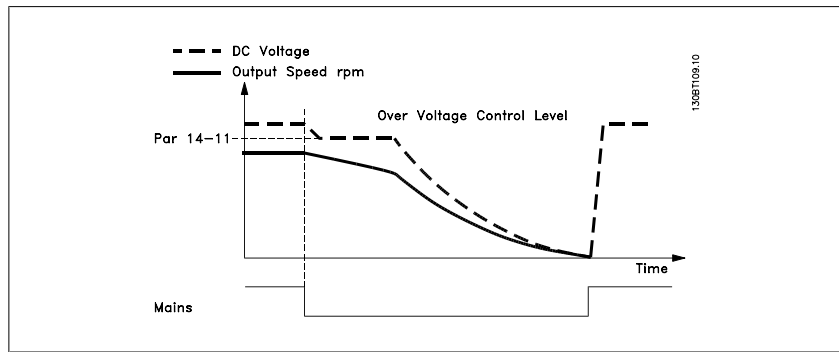 DC Voltage
Output Speed rpm
130BT109.10
Over Voltage Control Level
Par 14-11
Time
Mains